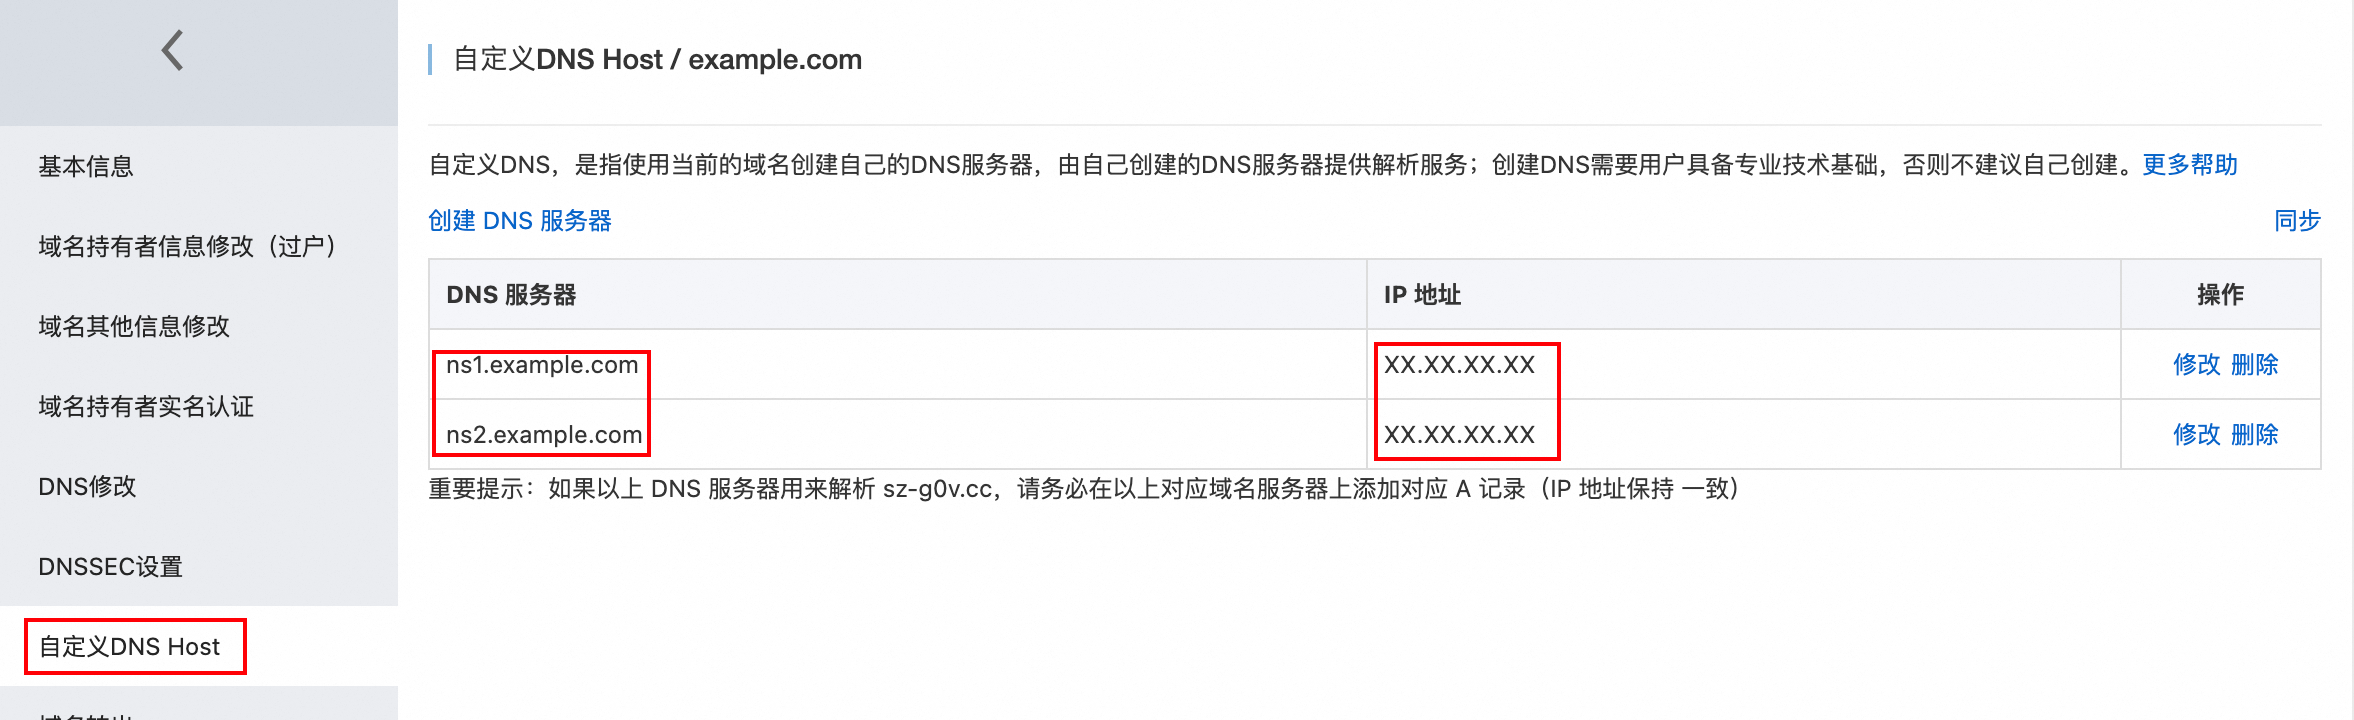 自定义DNS Host / example.com
基本信息
域名持有者信息修改（过户）
域名其他信息修改
域名持有者实名认证
DNS修改
DNSSEC设置
自定义DNS Host
自定义DNS，是指使用当前的域名创建自己的DNS服务器，由自己创建的DNS服务器提供解析服务；创建DNS需要用户具备专业技术基础，否则不建议自己创建。更多帮助
创建 DNS 服务器 同步
DNS 服务器 IP 地址 操作
ns1.example.com XX.XX.XX.XX 修改 删除
ns2.example.com XX.XX.XX.XX 修改 删除
重要提示：如果以上 DNS 服务器用来解析 sz-g0v.cc，请务必在以上对应域名服务器上添加对应 A 记录（IP 地址保持 一致）